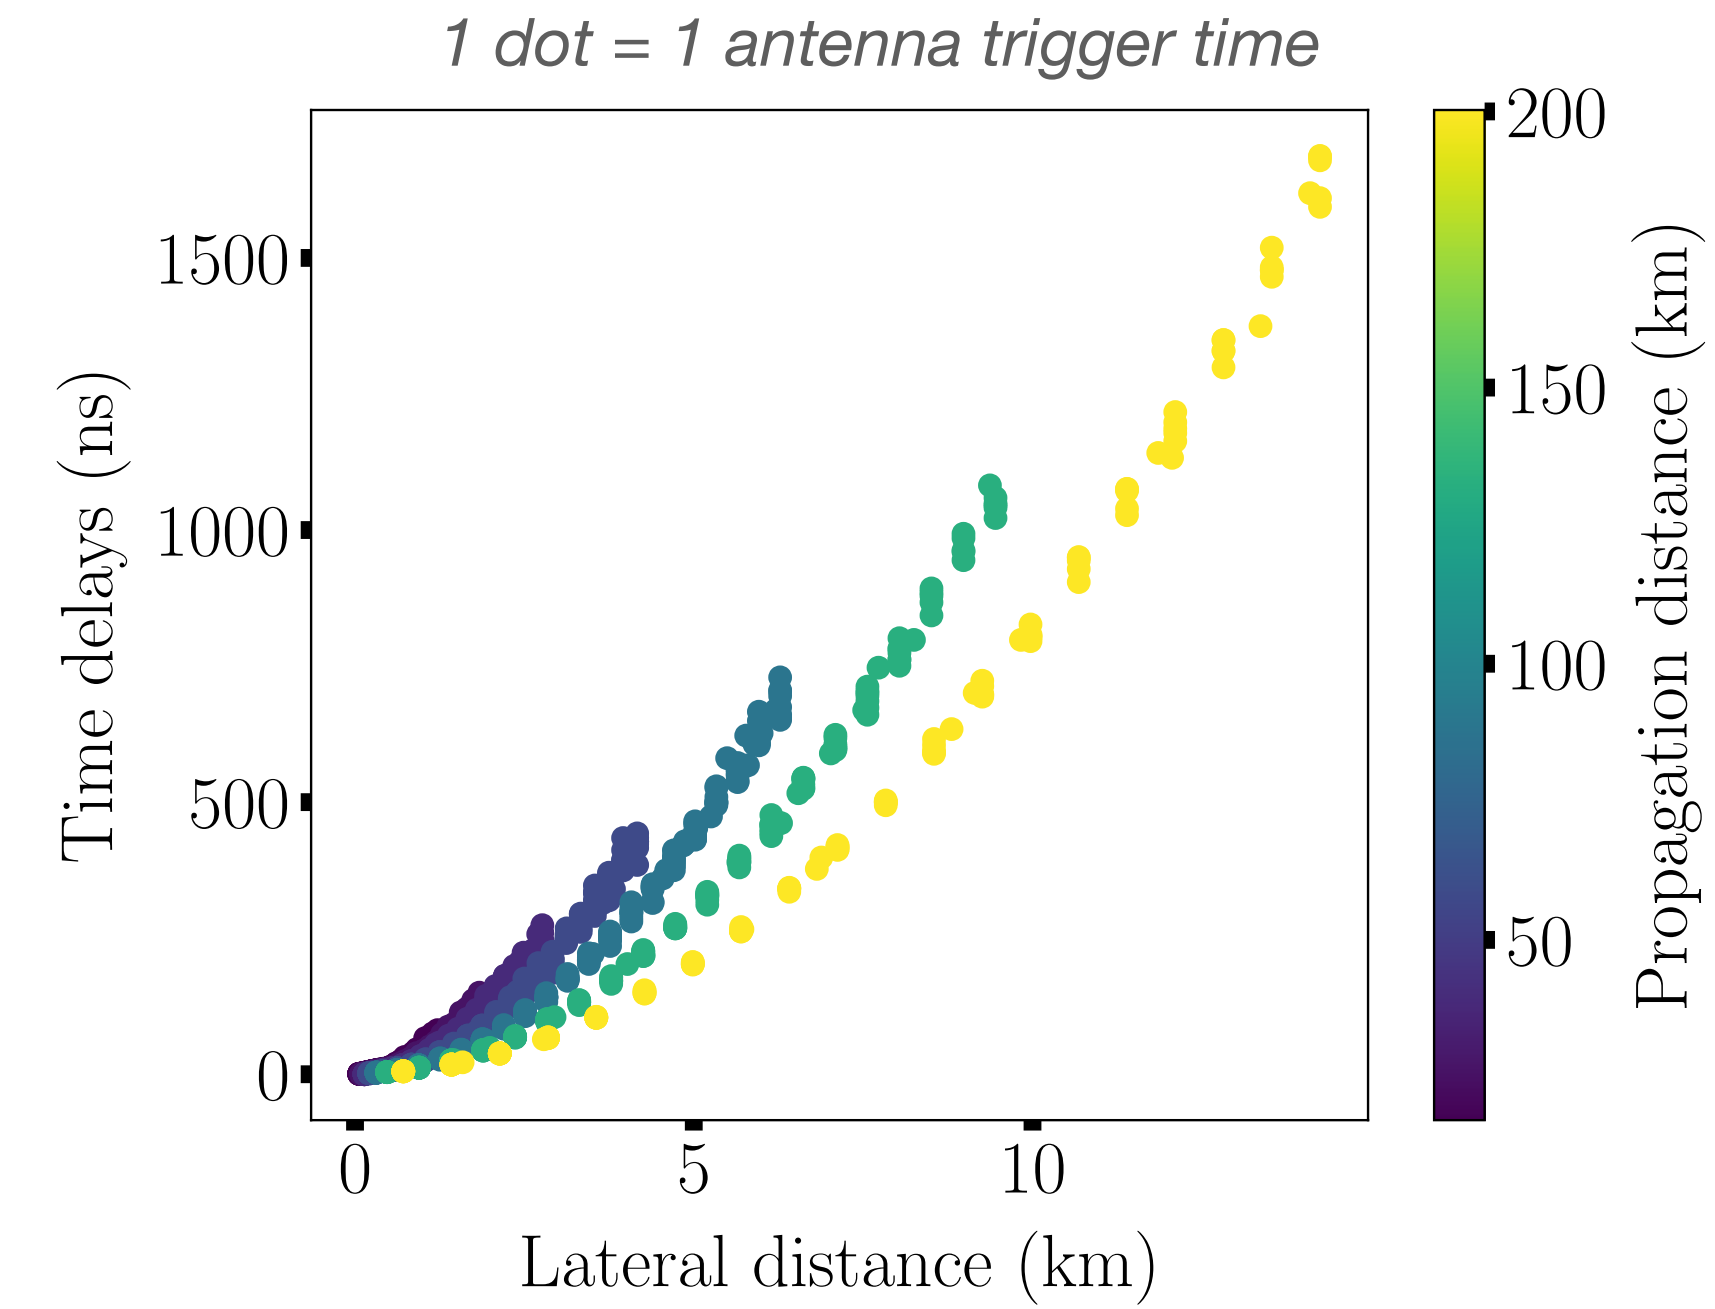 1 dot = 1 antenna trigger time
Time delays (ns)
1500
1000
500
0
0
5
10
Lateral distance (km)
200
150
100
50
Propagation distance (km)